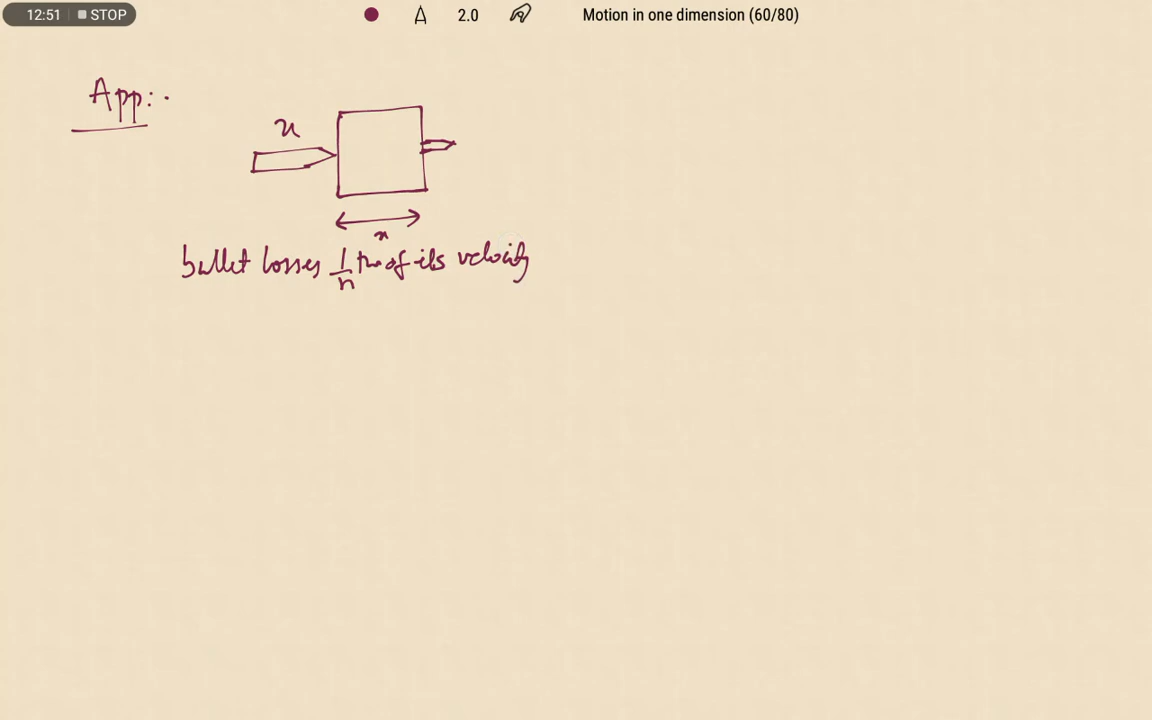 12:51 STOP 2.0 Motion in one dimension (60/80)
App:-
u
x
bullet losses 1/n th of its velocity